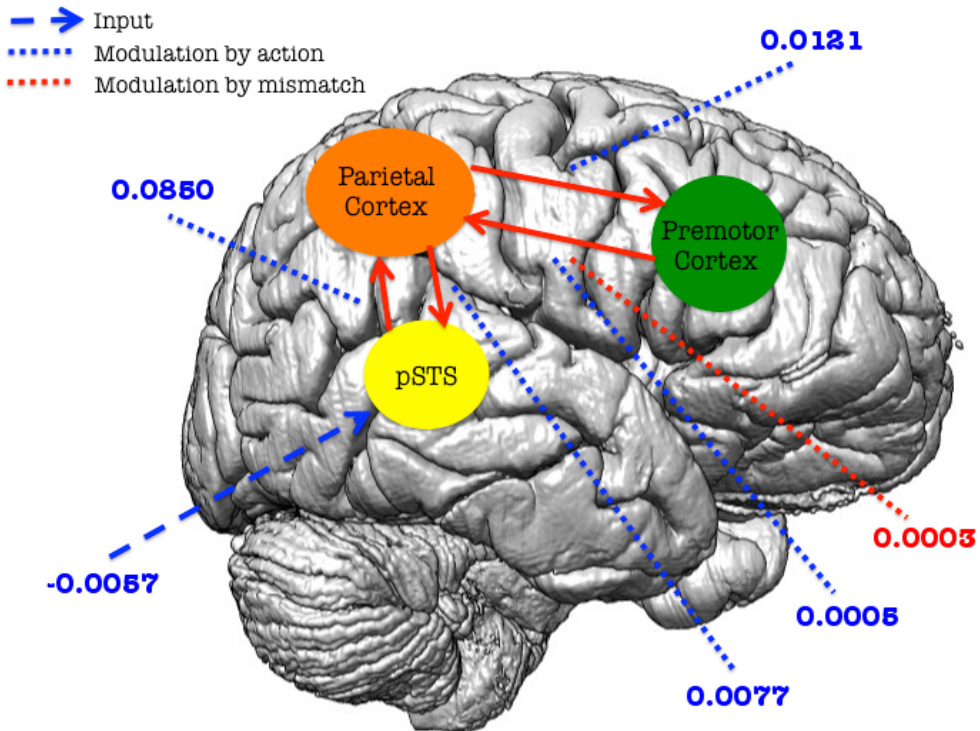 Input
Modulation by action
Modulation by mismatch
0.0121
0.0850
Parietal
Cortex
Premotor
Cortex
pSTS
-0.0057
0.0003
0.0005
0.0077